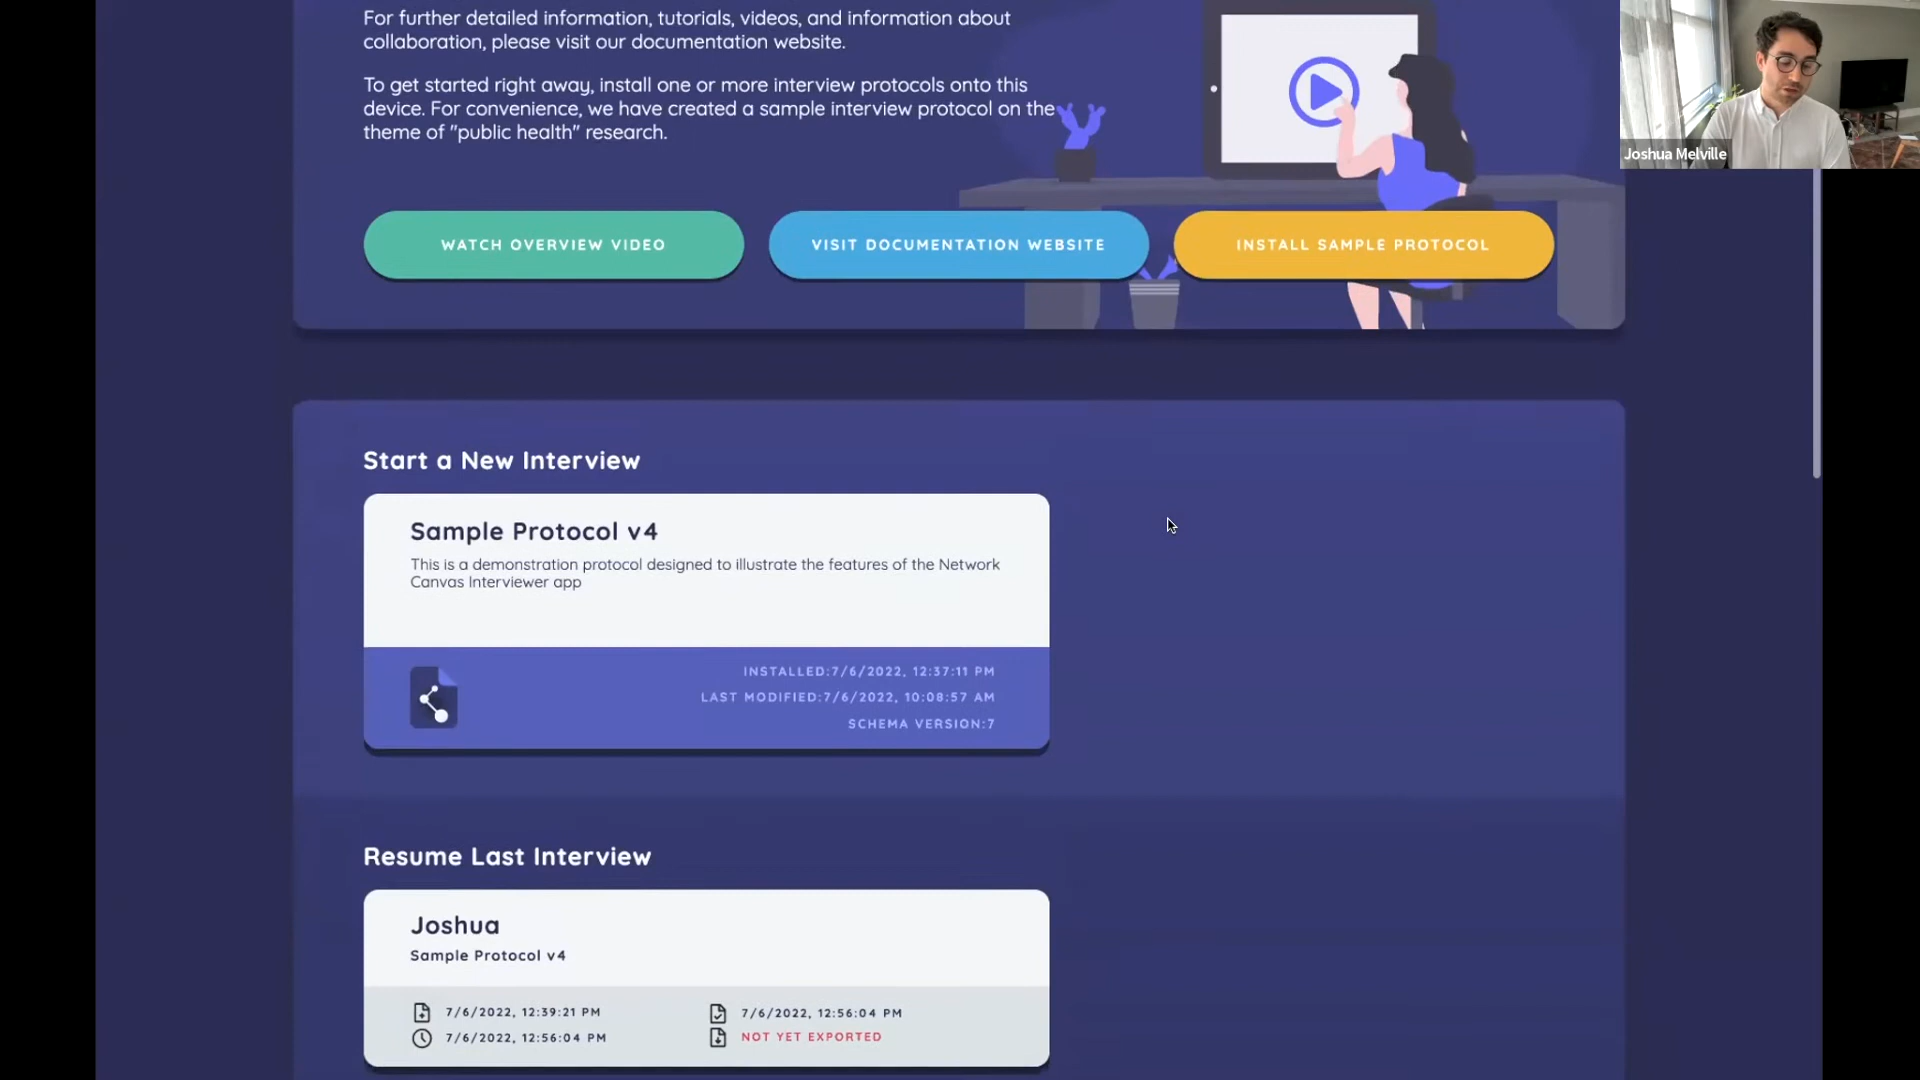 For further detailed information, tutorials, videos, and information about
collaboration, please visit our documentation website.
To get started right away, install one or more interview protocols onto this
device. For convenience, we have created a sample interview protocol on the
theme of "public health" research.
Joshua Melville
WATCH OVERVIEW VIDEO
VISIT DOCUMENTATION WEBSITE
INSTALL SAMPLE PROTOCOL
Start a New Interview
Sample Protocol v4
This is a demonstration protocol designed to illustrate the features of the Network
Canvas Interviewer app
INSTALLED:7/6/2022, 12:37:11 PM
LAST MODIFIED:7/6/2022, 10:08:57 AM
SCHEMA VERSION:7
Resume Last Interview
Joshua
Sample Protocol v4
7/6/2022, 12:39:21 PM
7/6/2022, 12:56:04 PM
7/6/2022, 12:56:04 PM
NOT YET EXPORTED